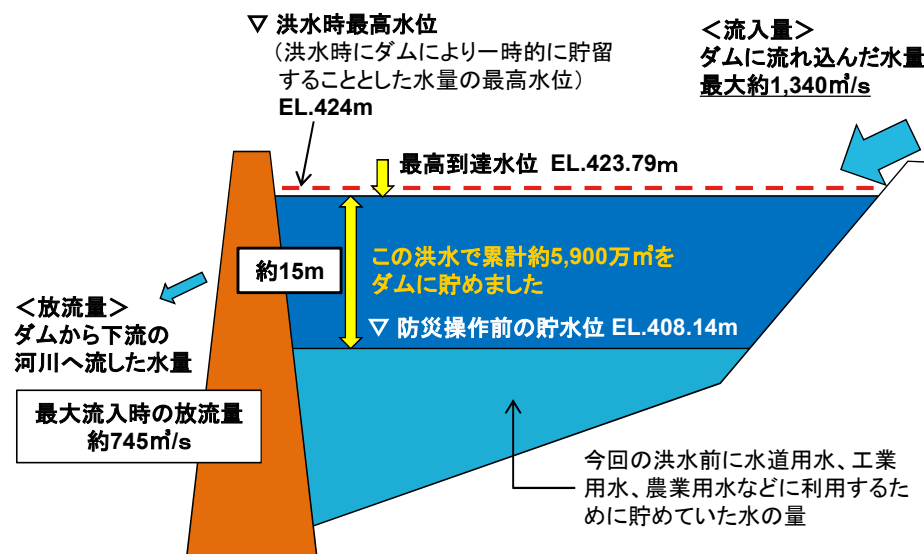 ▽ 洪水時最高水位
（洪水時にダムにより一時的に貯留
することとした水量の最高水位）
EL.424m
＜流入量＞
ダムに流れ込んだ水量
最大約1,340㎥/s
最高到達水位 EL.423.79m
約15m
この洪水で累計約5,900万㎥を
ダムに貯めました
▽ 防災操作前の貯水位 EL.408.14m
＜放流量＞
ダムから下流の
河川へ流した水量
最大流入時の放流量
約745㎥/s
今回の洪水前に水道用水、工業
用水、農業用水などに利用するた
めに貯めていた水の量